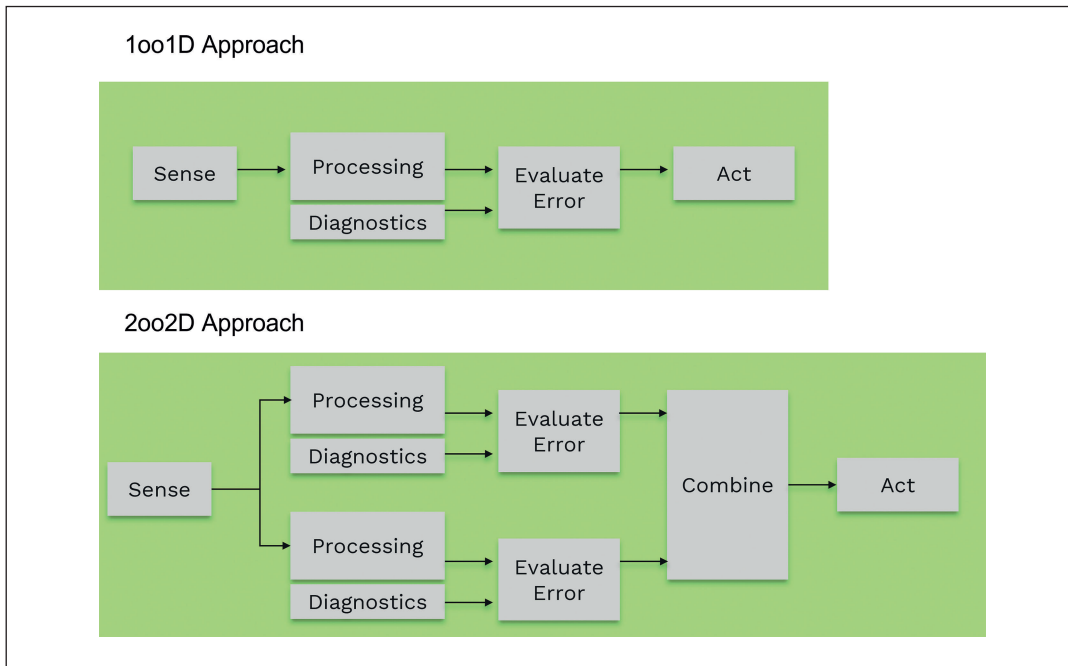 1oo1D Approach
Sense
Processing
Diagnostics
Evaluate
Error
Act
2oo2D Approach
Sense
Processing
Diagnostics
Evaluate
Error
Processing
Diagnostics
Evaluate
Error
Combine
Act